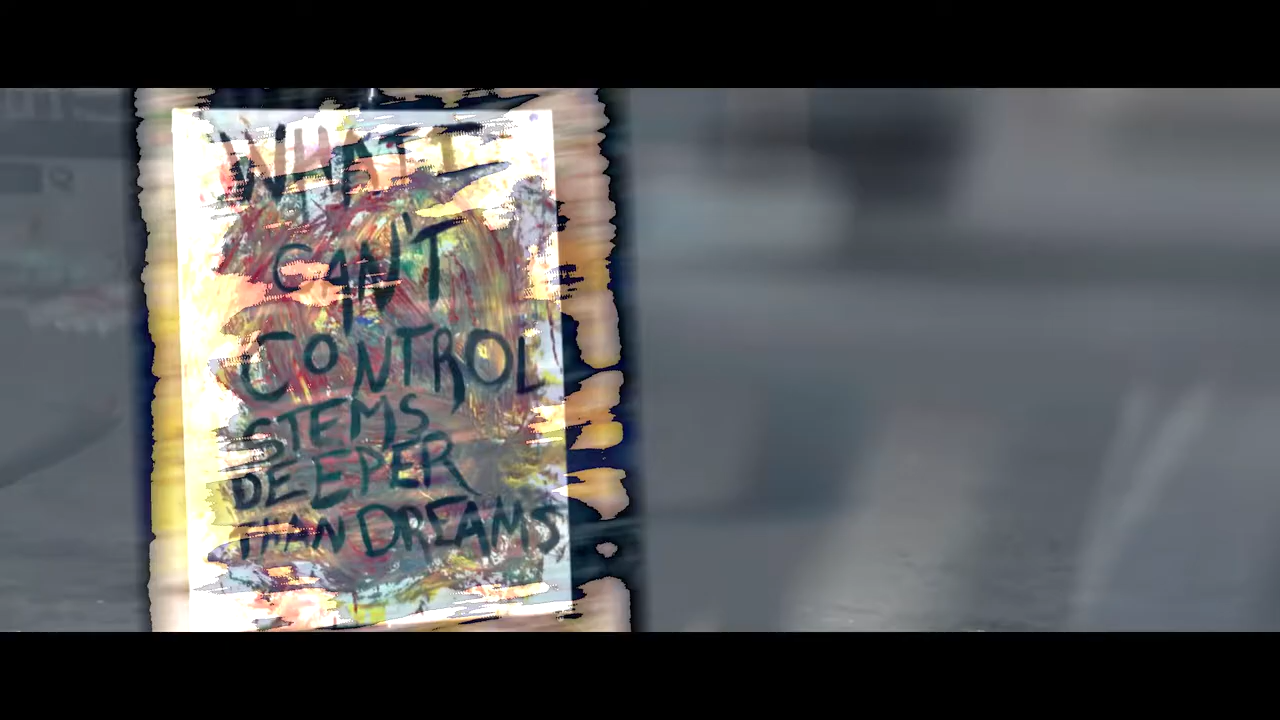 WHAT I
CAN'T
CONTROL
STEMS
DEEPER
THAN DREAMS